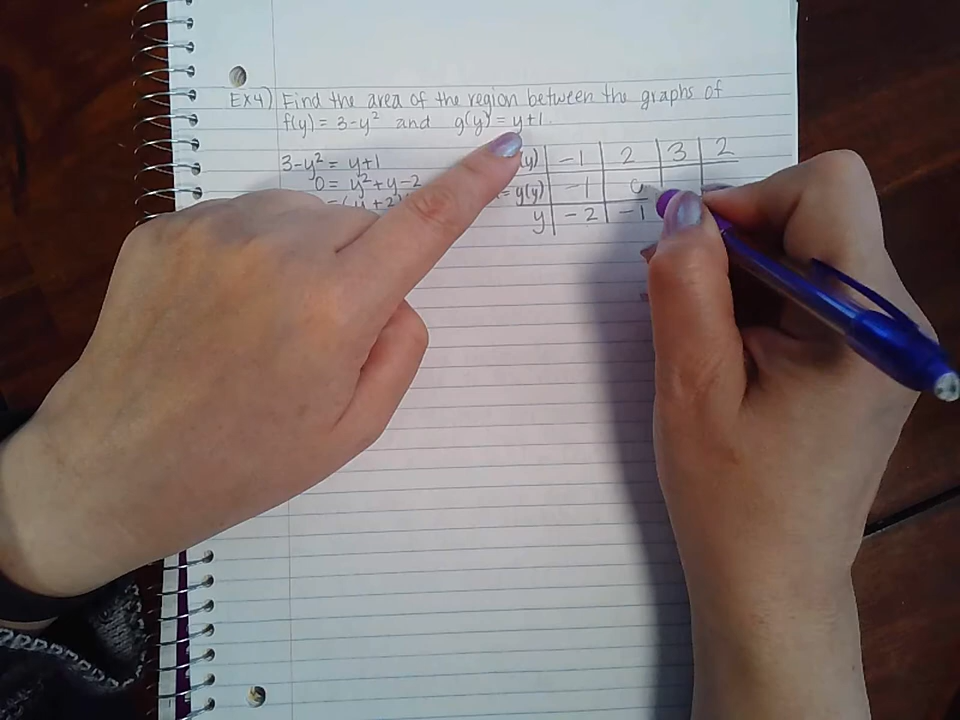 Ex4) Find the area of the region between the graphs of
f(y) = 3-y² and g(y) = y+1.
3-y² = y+1
0 = y²+y-2
=(y+2)
(y) -1 2 3 2
= g(y) -1 0
y -2 -1